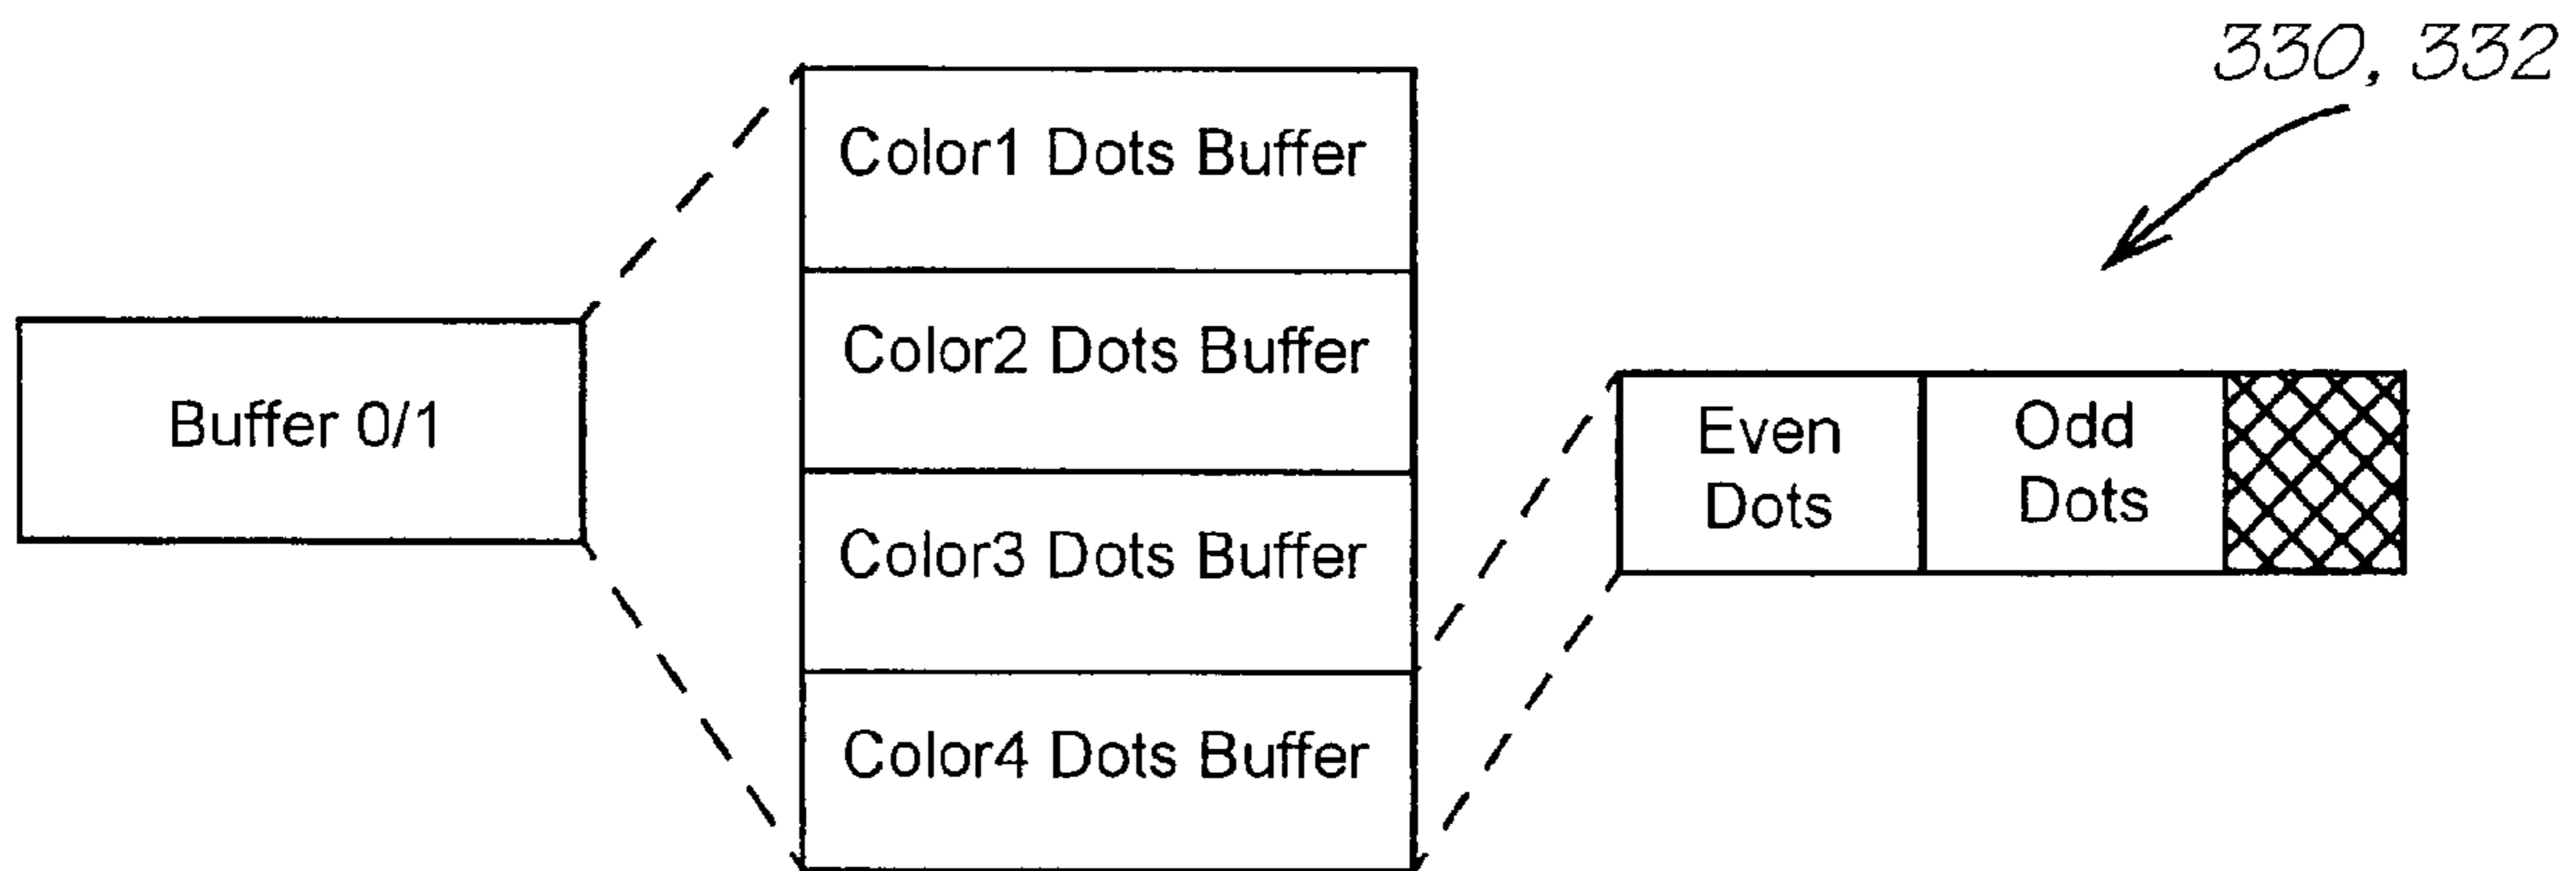 330, 332
Color1 Dots Buffer
Color2 Dots Buffer
Buffer 0/1
Even
Dots
Odd
Dots
Color3 Dots Buffer
Color4 Dots Buffer